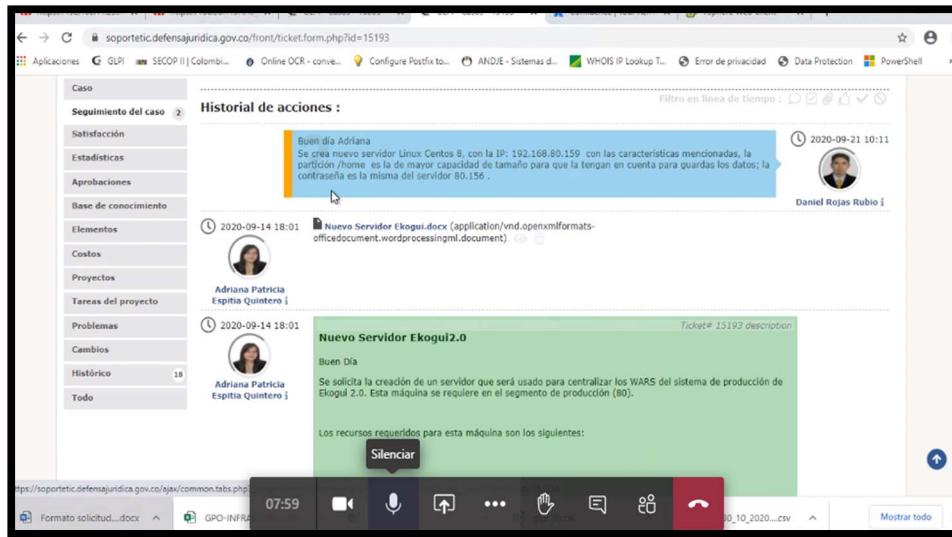 soportetic.defensajuridica.gov.co/front/ticket.form.php?id=15193
Aplicaciones GLPI SECOP II | Colombi... Online OCR - conve... Configure Postfix to... ANDJE - Sistemas d... WHOIS IP Lookup T... Error de privacidad Data Protection PowerShell
Caso
Seguimiento del caso 2
Satisfacción
Estadísticas
Aprobaciones
Base de conocimiento
Elementos
Costos
Proyectos
Tareas del proyecto
Problemas
Cambios
Histórico 18
Todo
Historial de acciones :
Filtro en línea de tiempo :
Buen día Adriana
Se crea nuevo servidor Linux Centos 8, con la IP: 192.168.80.159 con las características mencionadas, la
partición /home es la de mayor capacidad de tamaño para que la tengan en cuenta para guardas los datos; la
contraseña es la misma del servidor 80.156 .
2020-09-21 10:11
Daniel Rojas Rubio i
2020-09-14 18:01
Adriana Patricia
Espitia Quintero i
Nuevo Servidor Ekogui.docx (application/vnd.openxmlformats-
officedocument.wordprocessingml.document)
2020-09-14 18:01
Adriana Patricia
Espitia Quintero i
Ticket# 15193 description
Nuevo Servidor Ekogui2.0
Buen Día
Se solicita la creación de un servidor que será usado para centralizar los WARS del sistema de producción de
Ekogui 2.0. Esta máquina se requiere en el segmento de producción (80).
Los recursos requeridos para esta máquina son los siguientes:
Silenciar
ttps://soportetic.defensajuridica.gov.co/ajax/common.tabs.php
07:59
Formato solicitud....docx
GPO-INFRA
30_10_2020....csv
Mostrar todo